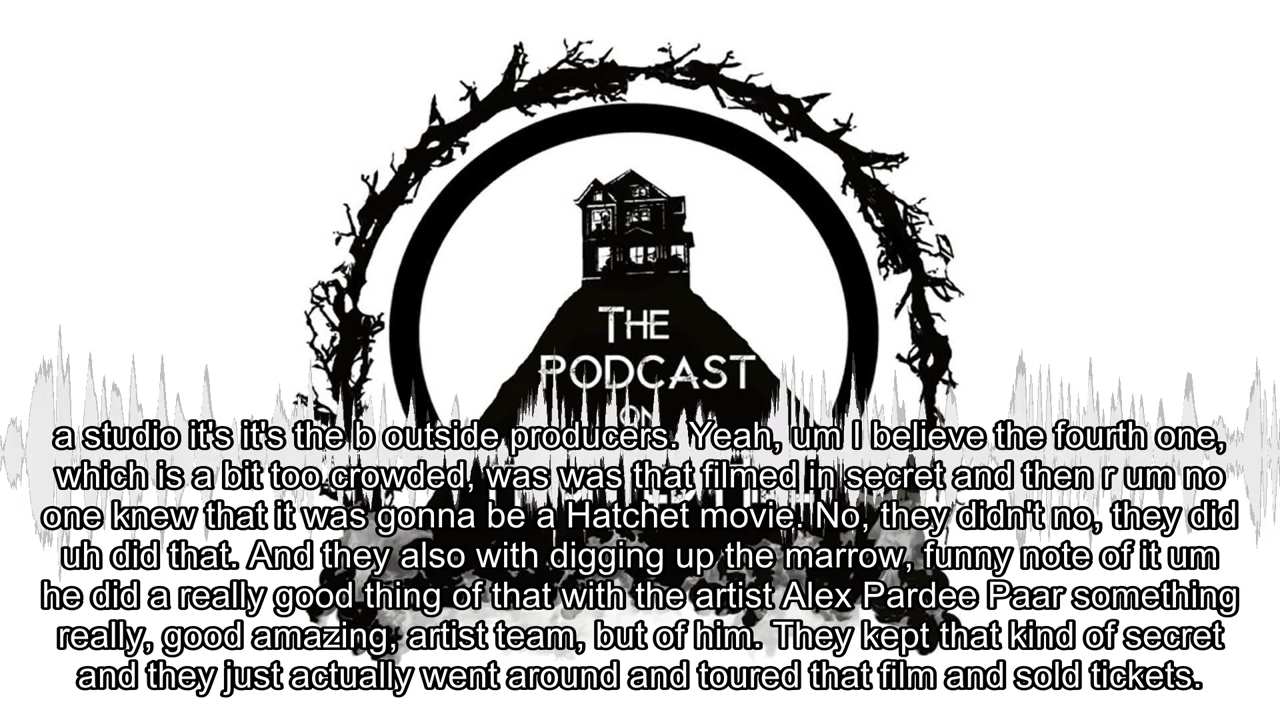 THE
PODCAST
ON
a studio it's it's the b outside producers. Yeah, um I believe the fourth one,
which is a bit too crowded, was was that filmed in secret and then r um no
one knew that it was gonna be a Hatchet movie. No, they didn't no, they did
uh did that. And they also with digging up the marrow, funny note of it um
he did a really good thing of that with the artist Alex Pardee Paar something
really, good amazing, artist team, but of him. They kept that kind of secret
and they just actually went around and toured that film and sold tickets.